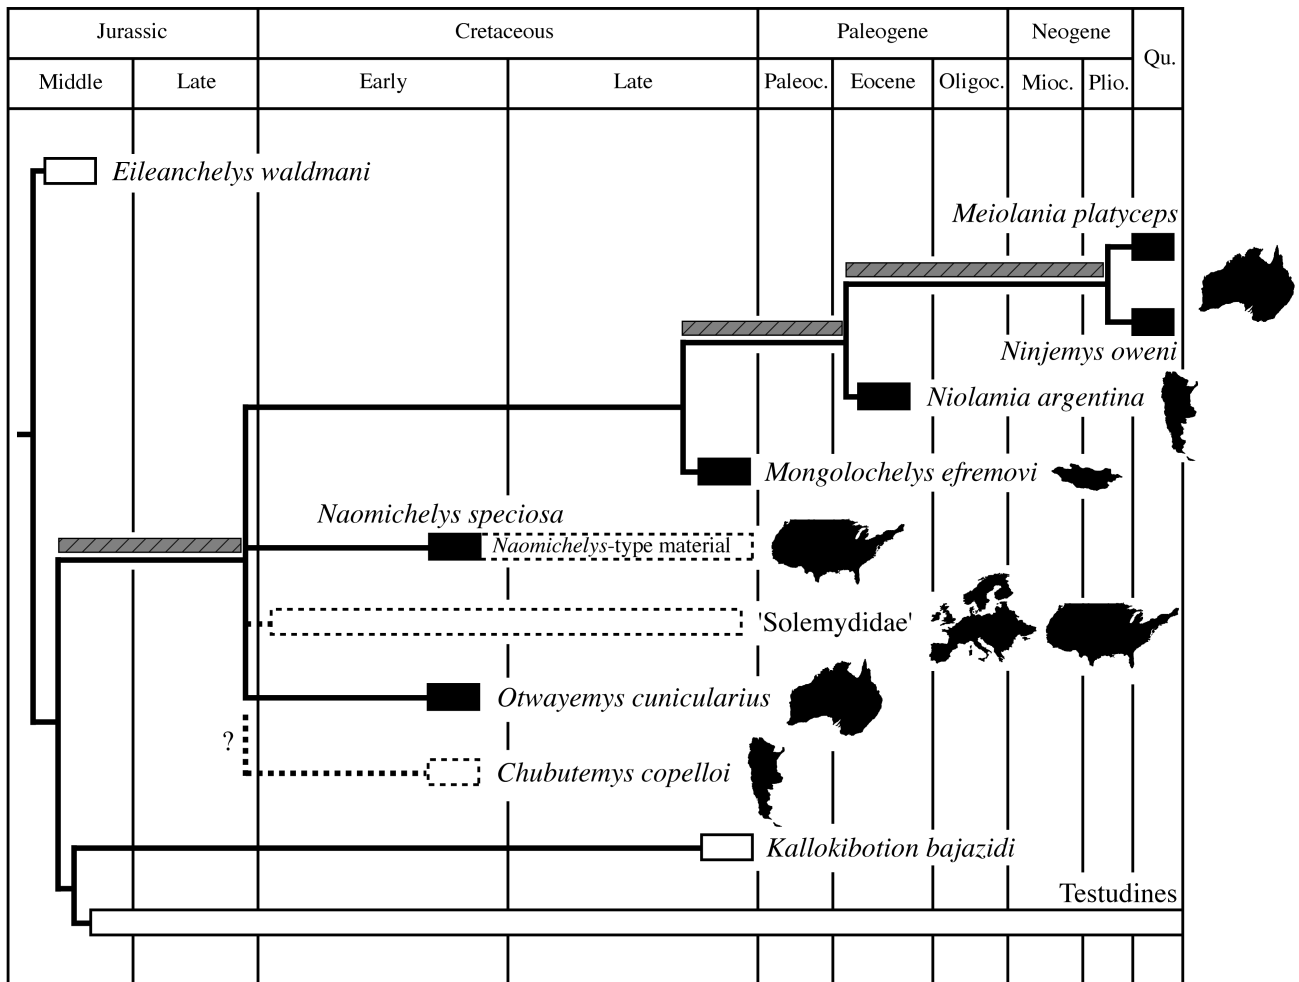 Jurassic Cretaceous Paleogene Neogene Qu.
Middle Late Early Late Paleoc. Eocene Oligoc. Mioc. Plio.
Eileanchelys waldmani
Meiolania platyceps
Ninjemys oweni
Niolamia argentina
Mongolochelys efremovi
Naomichelys speciosa
Naomichelys-type material
'Solemydidae'
Otwayemys cunicularius
?
Chubutemys copelloi
Kallokibotion bajazidi
Testudines